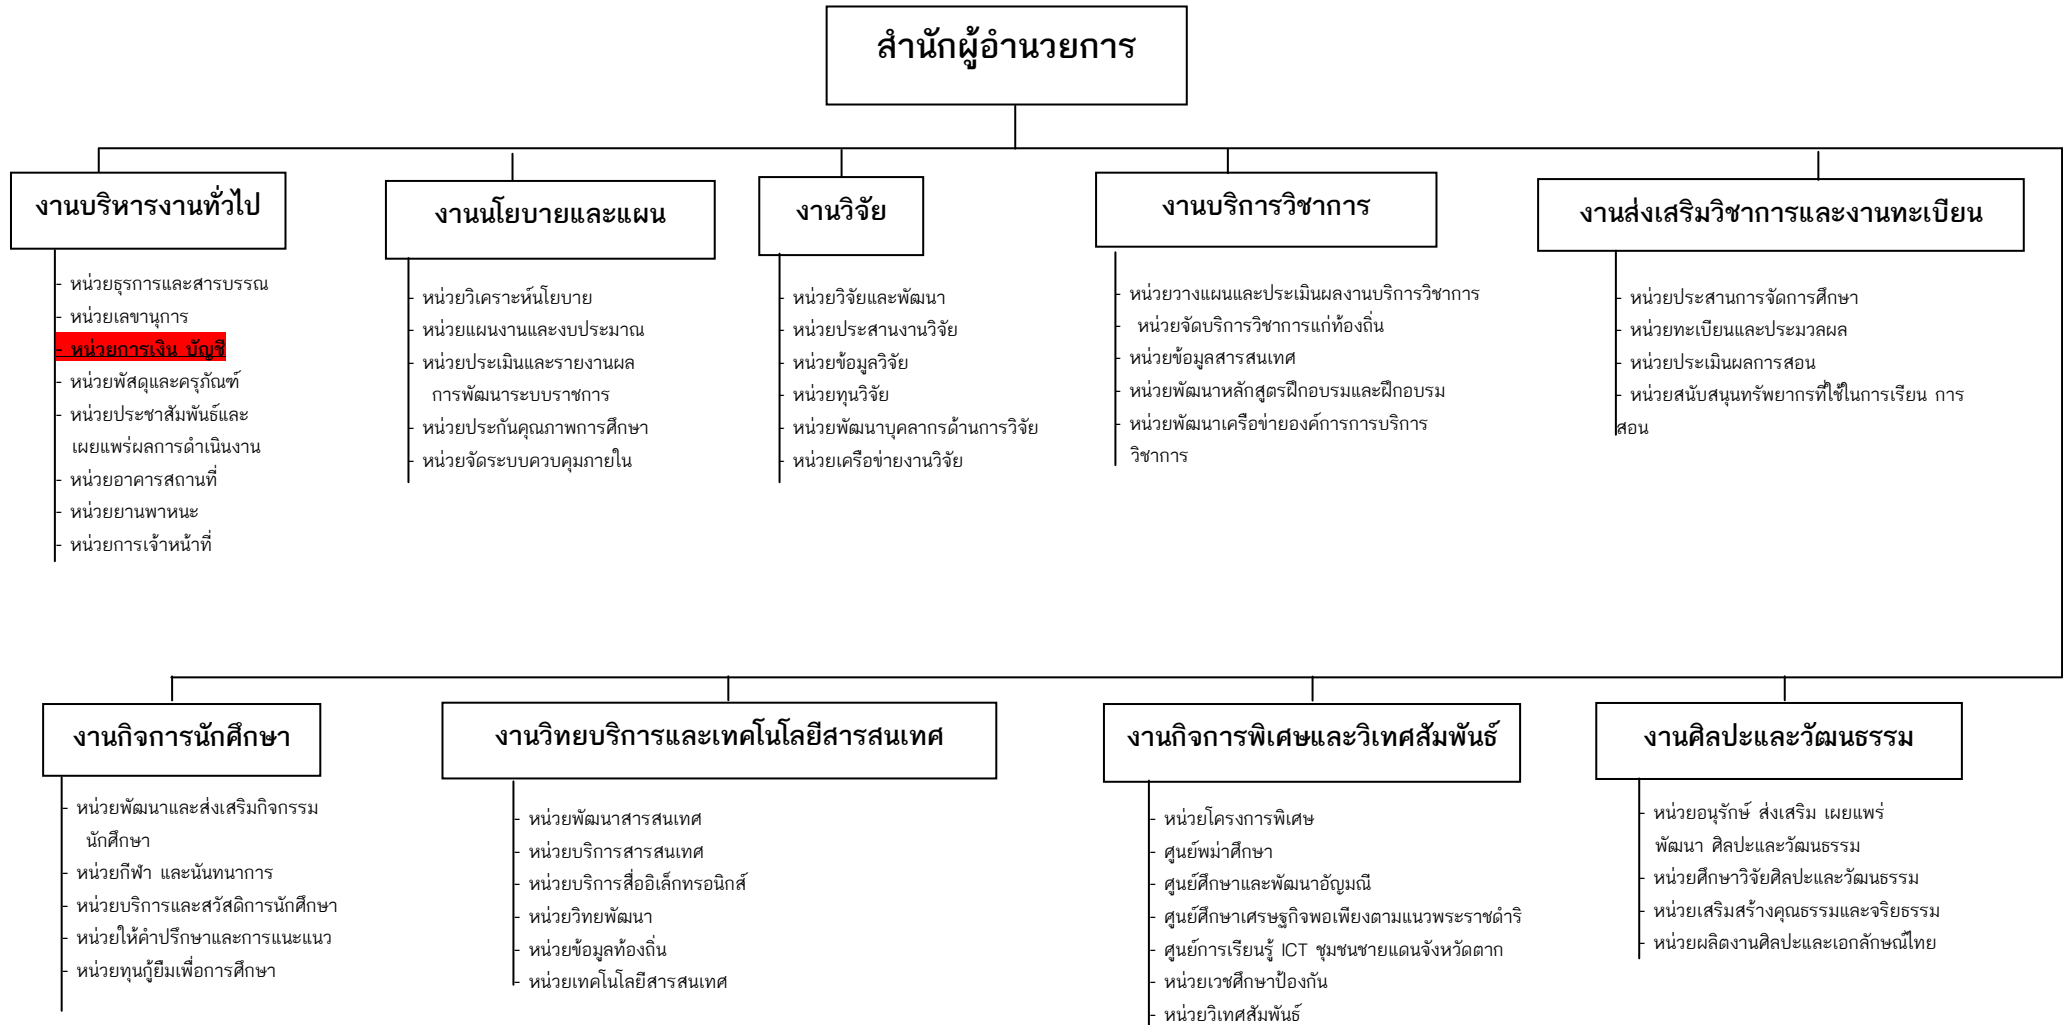 สำนักผู้อำนวยการ
งานบริหารงานทั่วไป
- หน่วยธุรการและสารบรรณ
- หน่วยเลขานุการ
- หน่วยการเงิน บัญชี
- หน่วยพัสดุและครุภัณฑ์
- หน่วยประชาสัมพันธ์และ
เผยแพร่ผลการดำเนินงาน
- หน่วยอาคารสถานที่
- หน่วยยานพาหนะ
- หน่วยการเจ้าหน้าที่
งานนโยบายและแผน
- หน่วยวิเคราะห์นโยบาย
- หน่วยแผนงานและงบประมาณ
- หน่วยประเมินและรายงานผล
การพัฒนาระบบราชการ
- หน่วยประกันคุณภาพการศึกษา
- หน่วยจัดระบบควบคุมภายใน
งานวิจัย
- หน่วยวิจัยและพัฒนา
- หน่วยประสานงานวิจัย
- หน่วยข้อมูลวิจัย
- หน่วยทุนวิจัย
- หน่วยพัฒนาบุคลากรด้านการวิจัย
- หน่วยเครือข่ายงานวิจัย
งานบริการวิชาการ
- หน่วยวางแผนและประเมินผลงานบริการวิชาการ
- หน่วยจัดบริการวิชาการแก่ท้องถิ่น
- หน่วยข้อมูลสารสนเทศ
- หน่วยพัฒนาหลักสูตรฝึกอบรมและฝึกอบรม
- หน่วยพัฒนาเครือข่ายองค์การการบริการ
วิชาการ
งานส่งเสริมวิชาการและงานทะเบียน
- หน่วยประสานการจัดการศึกษา
- หน่วยทะเบียนและประมวลผล
- หน่วยประเมินผลการสอน
- หน่วยสนับสนุนทรัพยากรที่ใช้ในการเรียน การ
สอน
งานกิจการนักศึกษา
- หน่วยพัฒนาและส่งเสริมกิจกรรม
นักศึกษา
- หน่วยกีฬา และนันทนาการ
- หน่วยบริการและสวัสดิการนักศึกษา
- หน่วยให้คำปรึกษาและการแนะแนว
- หน่วยทุนกู้ยืมเพื่อการศึกษา
งานวิทยบริการและเทคโนโลยีสารสนเทศ
- หน่วยพัฒนาสารสนเทศ
- หน่วยบริการสารสนเทศ
- หน่วยบริการสื่ออิเล็กทรอนิกส์
- หน่วยวิทยพัฒนา
- หน่วยข้อมูลท้องถิ่น
- หน่วยเทคโนโลยีสารสนเทศ
งานกิจการพิเศษและวิเทศสัมพันธ์
- หน่วยโครงการพิเศษ
- ศูนย์พม่าศึกษา
- ศูนย์ศึกษาและพัฒนาอัญมณี
- ศูนย์ศึกษาเศรษฐกิจพอเพียงตามแนวพระราชดำริ
- ศูนย์การเรียนรู้ ICT ชุมชนชายแดนจังหวัดตาก
- หน่วยเวชศึกษาป้องกัน
- หน่วยวิเทศสัมพันธ์
งานศิลปะและวัฒนธรรม
- หน่วยอนุรักษ์ ส่งเสริม เผยแพร่
พัฒนา ศิลปะและวัฒนธรรม
- หน่วยศึกษาวิจัยศิลปะและวัฒนธรรม
- หน่วยเสริมสร้างคุณธรรมและจริยธรรม
- หน่วยผลิตงานศิลปะและเอกลักษณ์ไทย